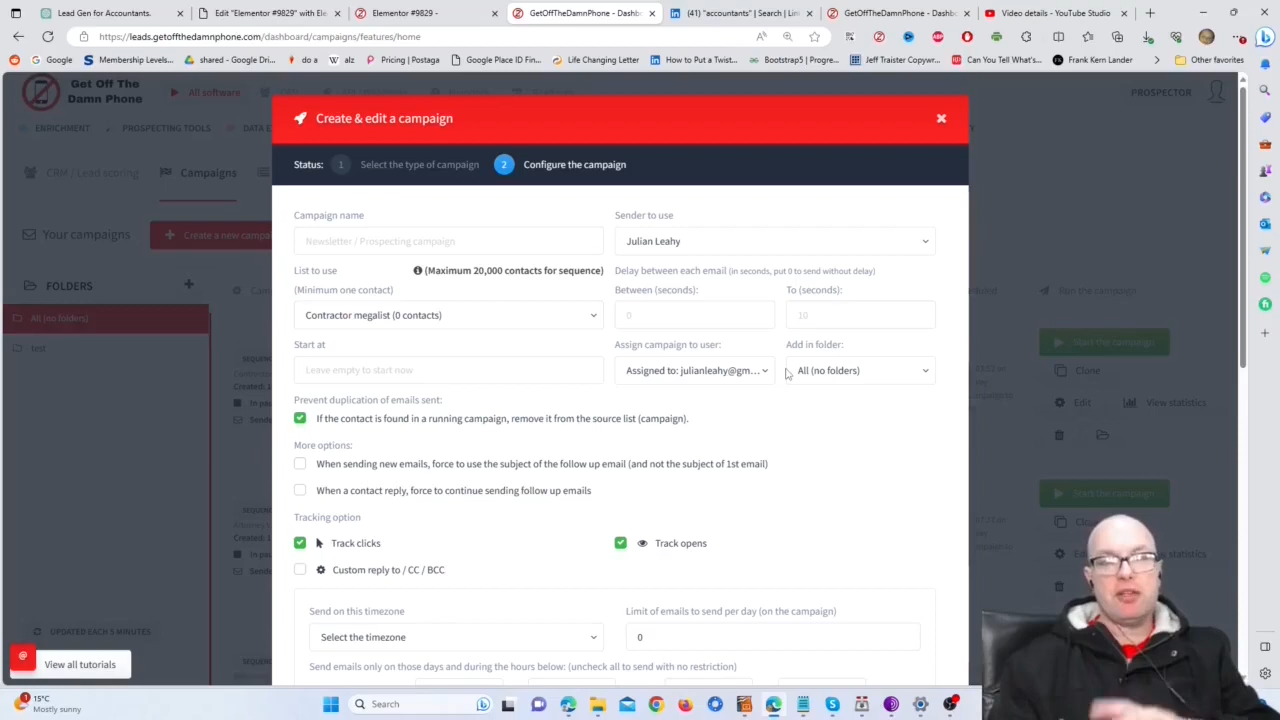 Get started with Ele
Edit "Elementor #9829" with Ele
Elementor #9829 -
GetOffTheDamnPhone - Dashbo
(41) "accountants" | Search | Lin
GetOffTheDamnPhone - Dashbo
Video details - YouTube Studio
https://leads.getoffthedamnphone.com/dashboard/campaigns/features/home
Google
Membership Levels...
shared - Google Dri...
do a
alz
Pricing | Postaga
Google Place ID Fin...
Life Changing Letter
How to Use Twint...
Bootstrap5 | Progre...
Jeff Traister Copywr...
Can You Tell What's...
Frank Kern Lander
Other favorites
Get Off The
Damn Phone
All software
PROSPECTOR
ENRICHMENT
PROSPECTING TOOLS
DATA E
Create & edit a campaign
Status:
1
Select the type of campaign
2
Configure the campaign
CRM / Lead scoring
Campaigns
Your campaigns
Create a new campa
Campaign name
Sender to use
Newsletter / Prospecting campaign
Julian Leahy
List to use
(Maximum 20,000 contacts for sequence)
Delay between each email (in seconds, put 0 to send without delay)
(Minimum one contact)
Between (seconds):
To (seconds):
Contractor megalist (0 contacts)
0
10
Start at
Assign campaign to user:
Add in folder:
Leave empty to start now
Assigned to: julianleahy@gm...
All (no folders)
Prevent duplication of emails sent:
If the contact is found in a running campaign, remove it from the source list (campaign).
More options:
When sending new emails, force to use the subject of the follow up email (and not the subject of 1st email)
When a contact reply, force to continue sending follow up emails
Tracking option
Track clicks
Track opens
Custom reply to / CC / BCC
Send on this timezone
Limit of emails to send per day (on the campaign)
Select the timezone
0
Send emails only on those days and during the hours below: (uncheck all to send with no restriction)
FOLDERS
All (no folders)
test
Run the campaign
Start the campaign
Clone
Edit
View statistics
Start the campaign
UPDATED EACH 5 MINUTES
View all tutorials
15°C
Mostly sunny
Search